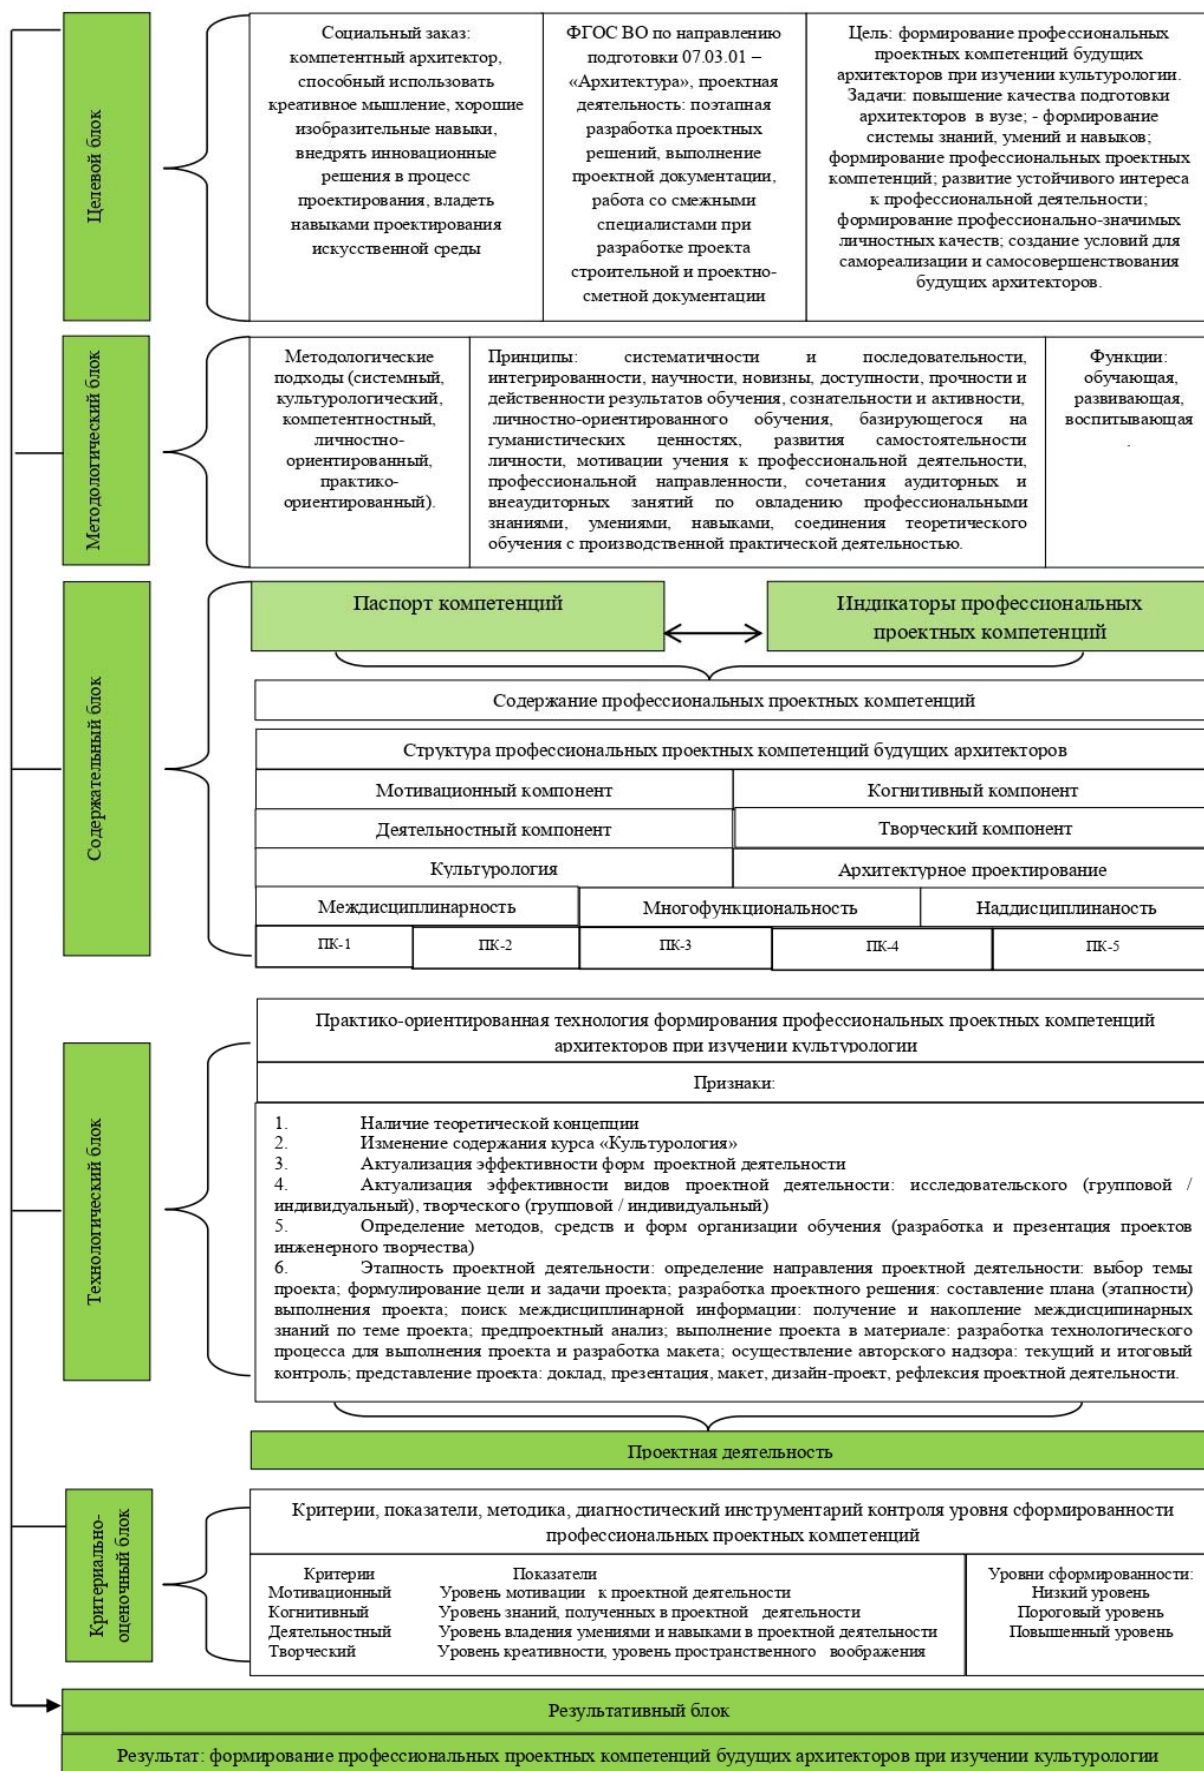 Целевой блок
Социальный заказ:
компетентный архитектор,
способный использовать
креативное мышление, хорошие
изобразительные навыки,
внедрять инновационные
решения в процесс
проектирования, владеть
навыками проектирования
искусственной среды
ФГОС ВО по направлению
подготовки 07.03.01 –
«Архитектура», проектная
деятельность: поэтапная
разработка проектных
решений, выполнение
проектной документации,
работа со смежными
специалистами при
разработке проекта
строительной и проектно-
сметной документации
Цель: формирование профессиональных
проектных компетенций будущих
архитекторов при изучении культурологии.
Задачи: повышение качества подготовки
архитекторов в вузе; - формирование
системы знаний, умений и навыков;
формирование профессиональных проектных
компетенций; развитие устойчивого интереса
к профессиональной деятельности;
формирование профессионально-значимых
личностных качеств; создание условий для
самореализации и самосовершенствования
будущих архитекторов.
Методологический блок
Методологические
подходы (системный,
культурологический,
компетентностный,
личностно-
ориентированный,
практико-
ориентированный).
Принципы: систематичности и последовательности,
интегрированности, научности, новизны, доступности, прочности и
действенности результатов обучения, сознательности и активности,
личностно-ориентированного обучения, базирующегося на
гуманистических ценностях, развития самостоятельности
личности, мотивации учения к профессиональной деятельности,
профессиональной направленности, сочетания аудиторных и
внеаудиторных занятий по овладению профессиональными
знаниями, умениями, навыками, соединения теоретического
обучения с производственной практической деятельностью.
Функции:
обучающая,
развивающая,
воспитывающая
.
Содержательный блок
Паспорт компетенций
Индикаторы профессиональных
проектных компетенций
Содержание профессиональных проектных компетенций
Структура профессиональных проектных компетенций будущих архитекторов
Мотивационный компонент
Когнитивный компонент
Деятельностный компонент
Творческий компонент
Культурология
Архитектурное проектирование
Междисциплинарность
Многофункциональность
Наддисциплинаность
ПК-1
ПК-2
ПК-3
ПК-4
ПК-5
Технологический блок
Практико-ориентированная технология формирования профессиональных проектных компетенций
архитекторов при изучении культурологии
Признаки:
1. Наличие теоретической концепции
2. Изменение содержания курса «Культурология»
3. Актуализация эффективности форм проектной деятельности
4. Актуализация эффективности видов проектной деятельности: исследовательского (групповой /
индивидуальный), творческого (групповой / индивидуальный)
5. Определение методов, средств и форм организации обучения (разработка и презентация проектов
инженерного творчества)
6. Этапность проектной деятельности: определение направления проектной деятельности: выбор темы
проекта; формулирование цели и задачи проекта; разработка проектного решения: составление плана (этапности)
выполнения проекта; поиск междисциплинарной информации: получение и накопление междисципинарных
знаний по теме проекта; предпроектный анализ; выполнение проекта в материале: разработка технологического
процесса для выполнения проекта и разработка макета; осуществление авторского надзора: текущий и итоговый
контроль; представление проекта: доклад, презентация, макет, дизайн-проект, рефлексия проектной деятельности.
Проектная деятельность
Критериально-
оценочный блок
Критерии, показатели, методика, диагностический инструментарий контроля уровня сформированности
профессиональных проектных компетенций
Критерии Показатели
Мотивационный Уровень мотивации к проектной деятельности
Когнитивный Уровень знаний, полученных в проектной деятельности
Деятельностный Уровень владения умениями и навыками в проектной деятельности
Творческий Уровень креативности, уровень пространственного воображения
Уровни сформированности:
Низкий уровень
Пороговый уровень
Повышенный уровень
Результативный блок
Результат: формирование профессиональных проектных компетенций будущих архитекторов при изучении культурологии